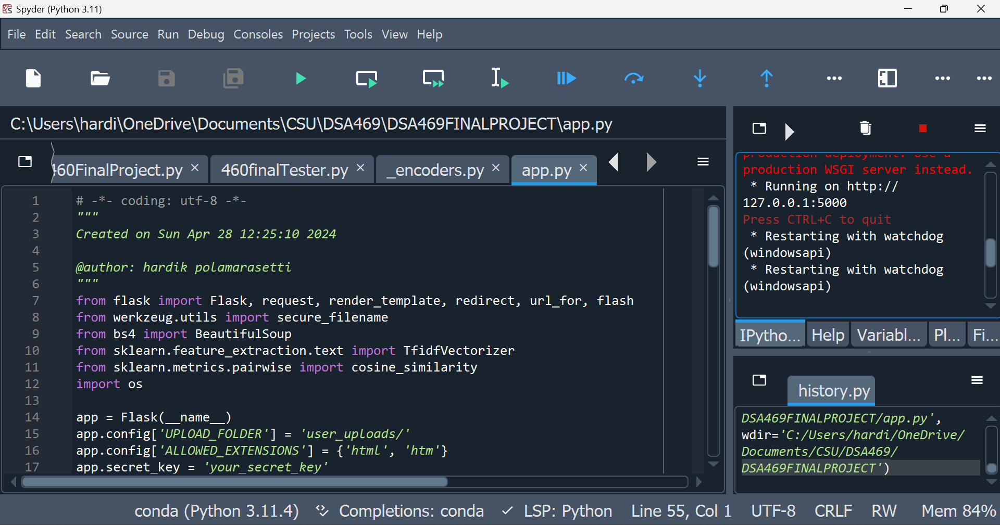 Spyder (Python 3.11)
File Edit Search Source Run Debug Consoles Projects Tools View Help
C:\Users\hardi\OneDrive\Documents\CSU\DSA469\DSA469FINALPROJECT\app.py
460FinalProject.py 460finalTester.py _encoders.py app.py
1 # -*- coding: utf-8 -*-
2 """
3 Created on Sun Apr 28 12:25:10 2024
4
5 @author: hardik polamarasetti
6 """
7 from flask import Flask, request, render_template, redirect, url_for, flash
8 from werkzeug.utils import secure_filename
9 from bs4 import BeautifulSoup
10 from sklearn.feature_extraction.text import TfidfVectorizer
11 from sklearn.metrics.pairwise import cosine_similarity
12 import os
13
14 app = Flask(__name__)
15 app.config['UPLOAD_FOLDER'] = 'user_uploads/'
16 app.config['ALLOWED_EXTENSIONS'] = {'html', 'htm'}
17 app.secret_key = 'your_secret_key'
production deployment. Use a
production WSGI server instead.
* Running on http://
127.0.0.1:5000
Press CTRL+C to quit
* Restarting with watchdog
(windowsapi)
* Restarting with watchdog
(windowsapi)
IPytho... Help Variabl... Pl... Fi...
history.py
DSA469FINALPROJECT/app.py',
wdir='C:/Users/hardi/OneDrive/
Documents/CSU/DSA469/
DSA469FINALPROJECT')
conda (Python 3.11.4) Completions: conda LSP: Python Line 55, Col 1 UTF-8 CRLF RW Mem 84%